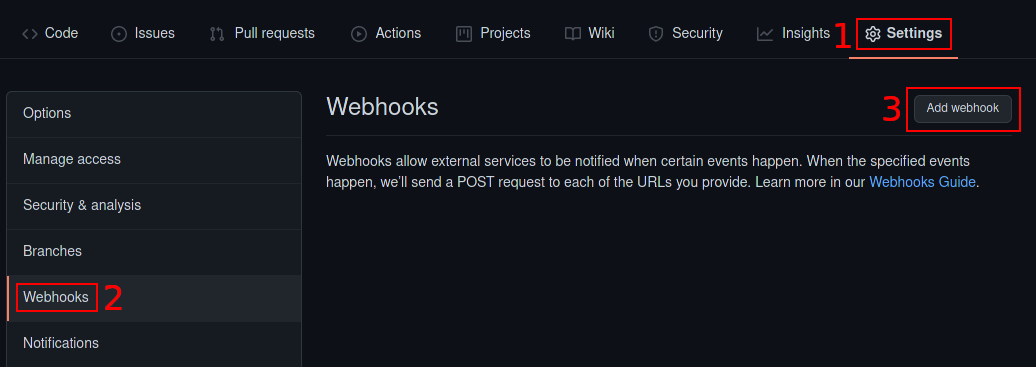 Code Issues Pull requests Actions Projects Wiki Security Insights 1 Settings
Options
Manage access
Security & analysis
Branches
Webhooks 2
Notifications
Webhooks
3 Add webhook
Webhooks allow external services to be notified when certain events happen. When the specified events
happen, we'll send a POST request to each of the URLs you provide. Learn more in our Webhooks Guide.